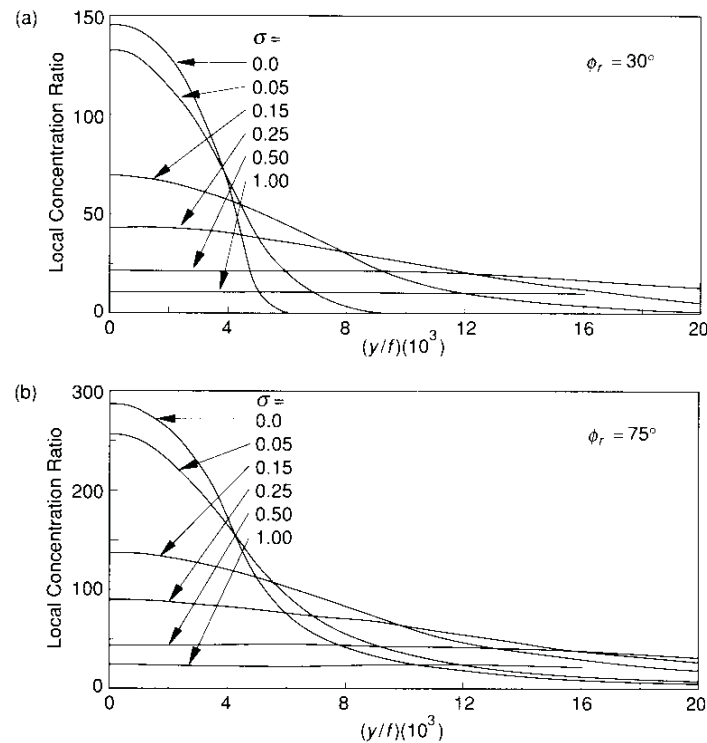 (a)
Local Concentration Ratio
150
100
50
0
σ =
0.0
0.05
0.15
0.25
0.50
1.00
ϕr = 30°
0 4 8 12 16 20
(y/f)(10³)
(b)
Local Concentration Ratio
300
200
100
0
σ =
0.0
0.05
0.15
0.25
0.50
1.00
ϕr = 75°
0 4 8 12 16 20
(y/f)(10³)